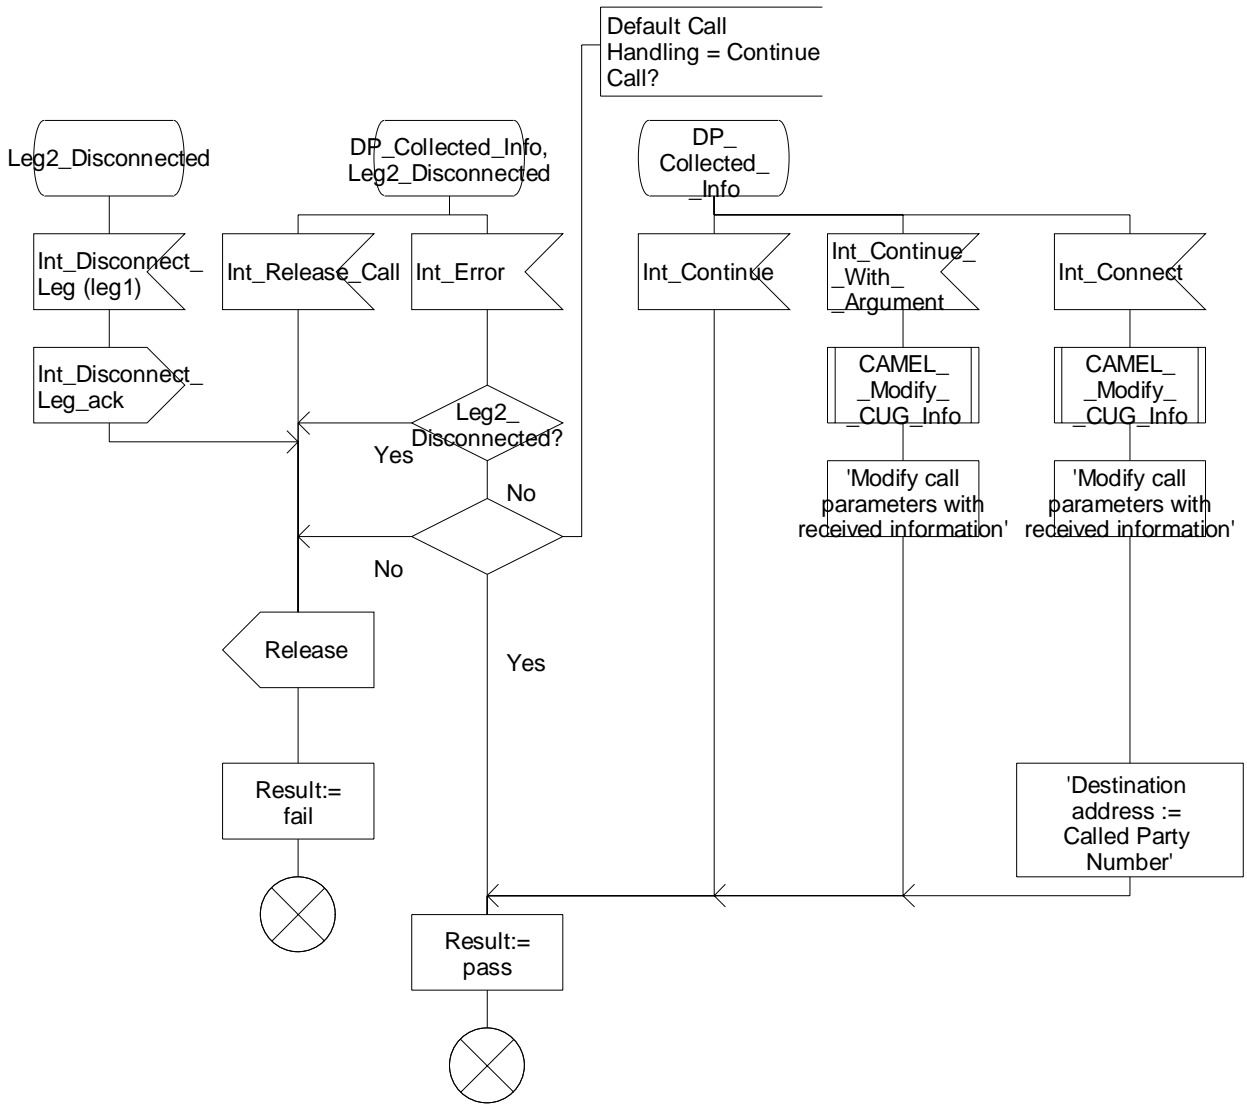 Default Call
Handling = Continue
Call?
Leg2_Disconnected
DP_Collected_Info,
Leg2_Disconnected
DP_
Collected_
_Info
Int_Disconnect_
Leg (leg1)
Int_Release_Call
Int_Error
Int_Continue
Int_Continue_
_With_
_Argument
Int_Connect
Int_Disconnect_
Leg_ack
Leg2_
Disconnected?
CAMEL_
_Modify_
_CUG_Info
CAMEL_
_Modify_
_CUG_Info
Yes
No
'Modify call
parameters with
received information'
'Modify call
parameters with
received information'
No
Release
Yes
Result:=
fail
'Destination
address :=
Called Party
Number'
Result:=
pass